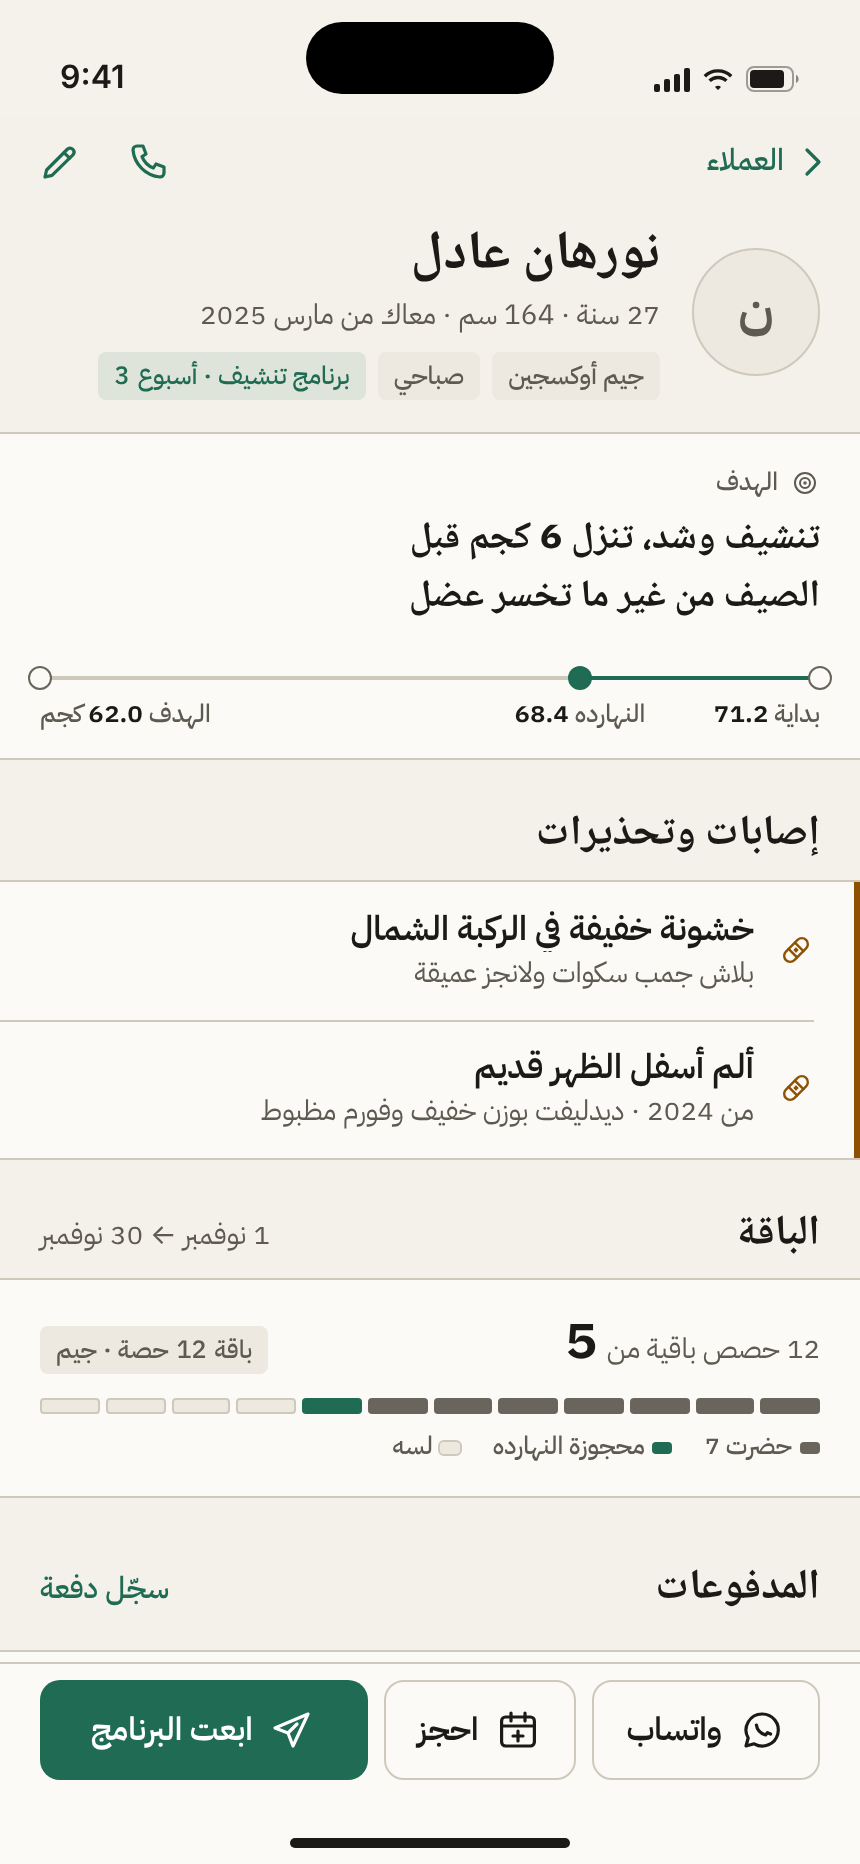 9:41
العملاء
ن
نورهان عادل
27 سنة · 164 سم · معاك من مارس 2025
جيم أوكسجين
صباحي
برنامج تنشيف · أسبوع 3
الهدف
تنشيف وشد، تنزل 6 كجم قبل
الصيف من غير ما تخسر عضل
بداية 71.2
النهارده 68.4
الهدف 62.0 كجم
إصابات وتحذيرات
خشونة خفيفة في الركبة الشمال
بلاش جمب سكوات ولانجز عميقة
ألم أسفل الظهر قديم
من 2024 · ديدليفت بوزن خفيف وفورم مظبوط
الباقة
1 نوفمبر ← 30 نوفمبر
12 حصص باقية من 5
باقة 12 حصة · جيم
حضرت 7
محجوزة النهارده
لسه
المدفوعات
سجّل دفعة
واتساب
احجز
ابعت البرنامج